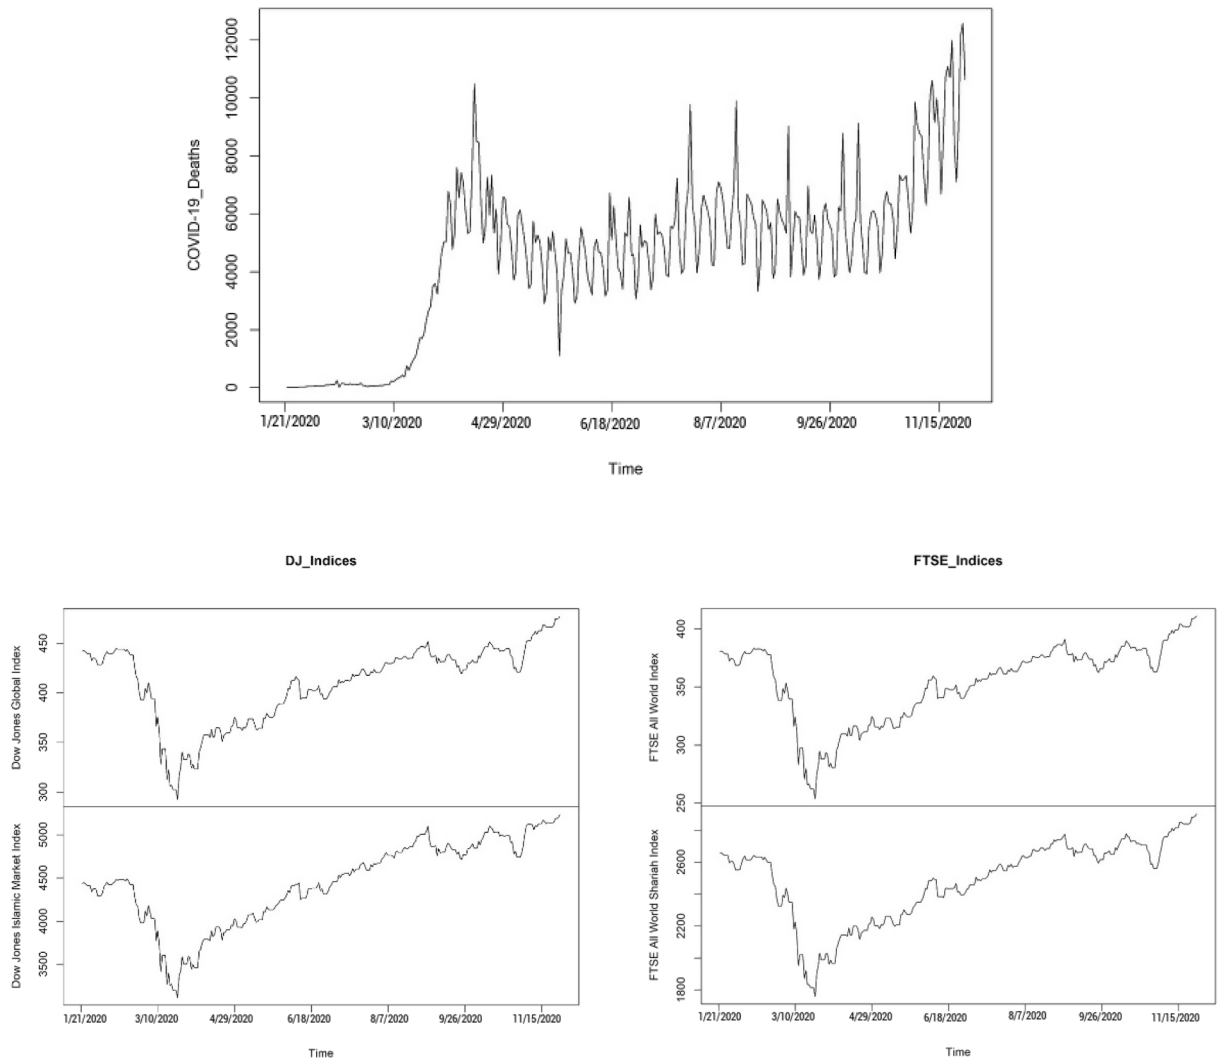 COVID-19_Deaths
12000
10000
8000
6000
4000
2000
0
1/21/2020 3/10/2020 4/29/2020 6/18/2020 8/7/2020 9/26/2020 11/15/2020
Time
DJ_Indices
Dow Jones Global Index
450
400
350
300
Dow Jones Islamic Market Index
5000
4500
4000
3500
1/21/2020 3/10/2020 4/29/2020 6/18/2020 8/7/2020 9/26/2020 11/15/2020
Time
FTSE_Indices
FTSE All World Index
400
350
300
250
FTSE All World Shariah Index
2600
2200
1800
1/21/2020 3/10/2020 4/29/2020 6/18/2020 8/7/2020 9/26/2020 11/15/2020
Time